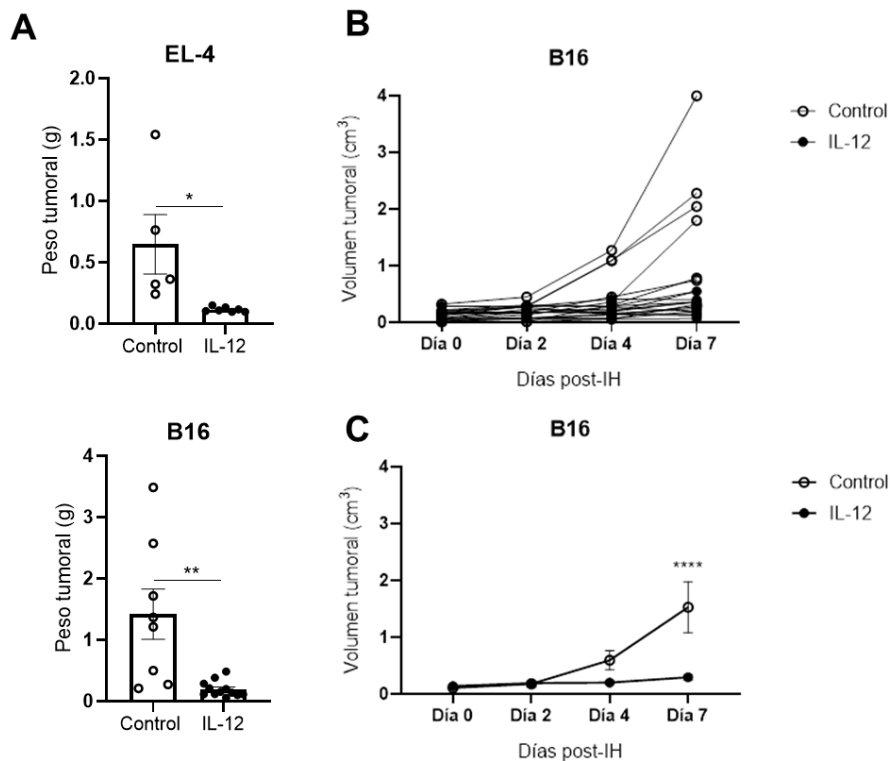 A
EL-4
Peso tumoral (g)
2.0
1.5
1.0
0.5
0.0
*
Control
IL-12
B
B16
Volumen tumoral (cm³)
4
3
2
1
0
Día 0
Día 2
Día 4
Día 7
Días post-IH
Control
IL-12
B16
Peso tumoral (g)
4
3
2
1
0
**
Control
IL-12
C
B16
Volumen tumoral (cm³)
4
3
2
1
0
****
Día 0
Día 2
Día 4
Día 7
Días post-IH
Control
IL-12